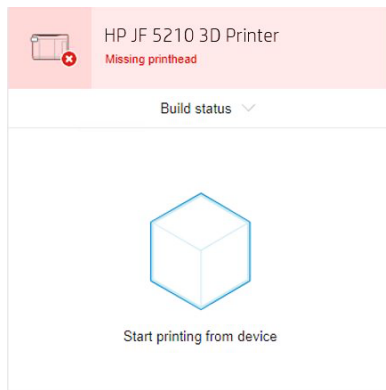 HP JF 5210 3D Printer
Missing printhead
Build status
Start printing from device